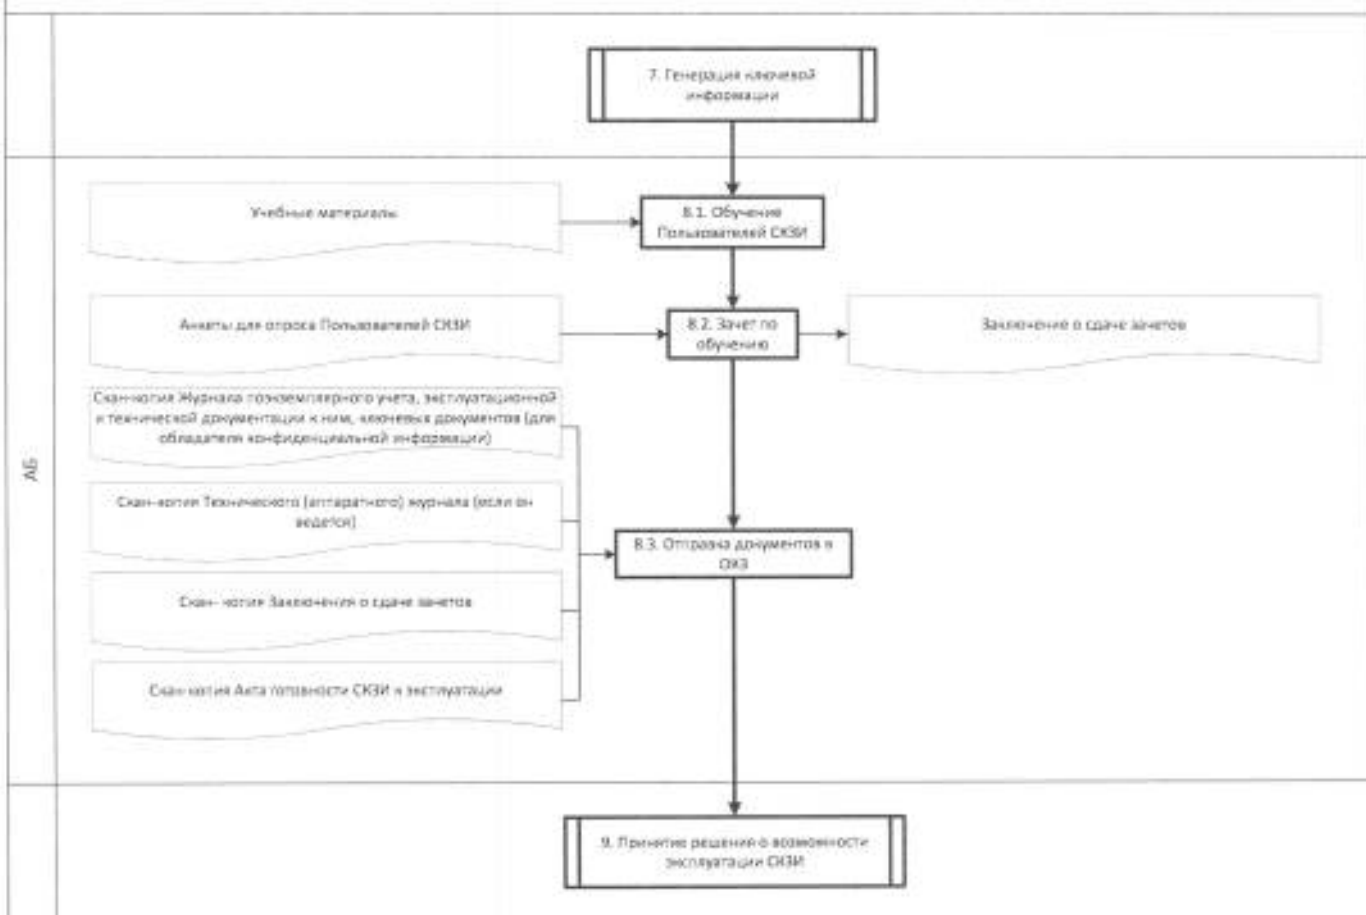 7. Генерация ключевой
информации
Учебные материалы
8.1. Обучение
Пользователей СКЗИ
Анкеты для опроса Пользователей СКЗИ
8.2. Зачет по
обучению
Заключение о сдаче зачетов
Скан-копия Журнала поэкземплярного учета, эксплуатационной
и технической документации к ним, ключевых документов (для
обладателя конфиденциальной информации)
АБ
Скан-копия Технического (аппаратного) журнала (если он
ведется)
8.3. Отправка документов в
ОКЗ
Скан- копия Заключения о сдаче зачетов
Скан-копия Акта готовности СКЗИ к эксплуатации
9. Принятие решения о возможности
эксплуатации СКЗИ